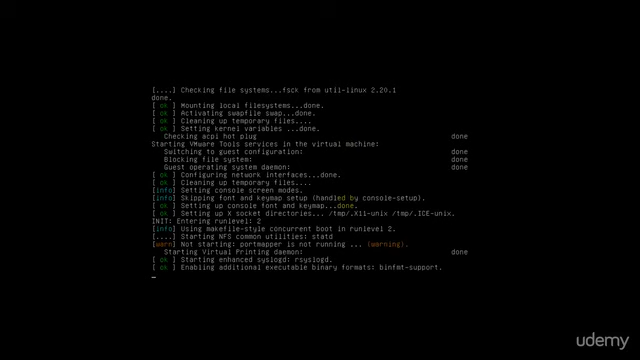 [....] Checking file systems...fsck from util-linux 2.20.1
done.
[ ok ] Mounting local filesystems...done.
[ ok ] Activating swapfile swap...done.
[ ok ] Cleaning up temporary files....
[ ok ] Setting kernel variables ...done.
Checking acpi hot plug done
Starting VMware Tools services in the virtual machine:
Switching to guest configuration: done
Blocking file system: done
Guest operating system daemon: done
[ ok ] Configuring network interfaces...done.
[ ok ] Cleaning up temporary files....
[info] Setting console screen modes.
[info] Skipping font and keymap setup (handled by console-setup).
[ ok ] Setting up console font and keymap...done.
[ ok ] Setting up X socket directories... /tmp/.X11-unix /tmp/.ICE-unix.
INIT: Entering runlevel: 2
[info] Using makefile-style concurrent boot in runlevel 2.
[....] Starting NFS common utilities: statd
[warn] Not starting: portmapper is not running ... (warning).
Starting Virtual Printing daemon: done
[ ok ] Starting enhanced syslogd: rsyslogd.
[ ok ] Enabling additional executable binary formats: binfmt-support.
udemy